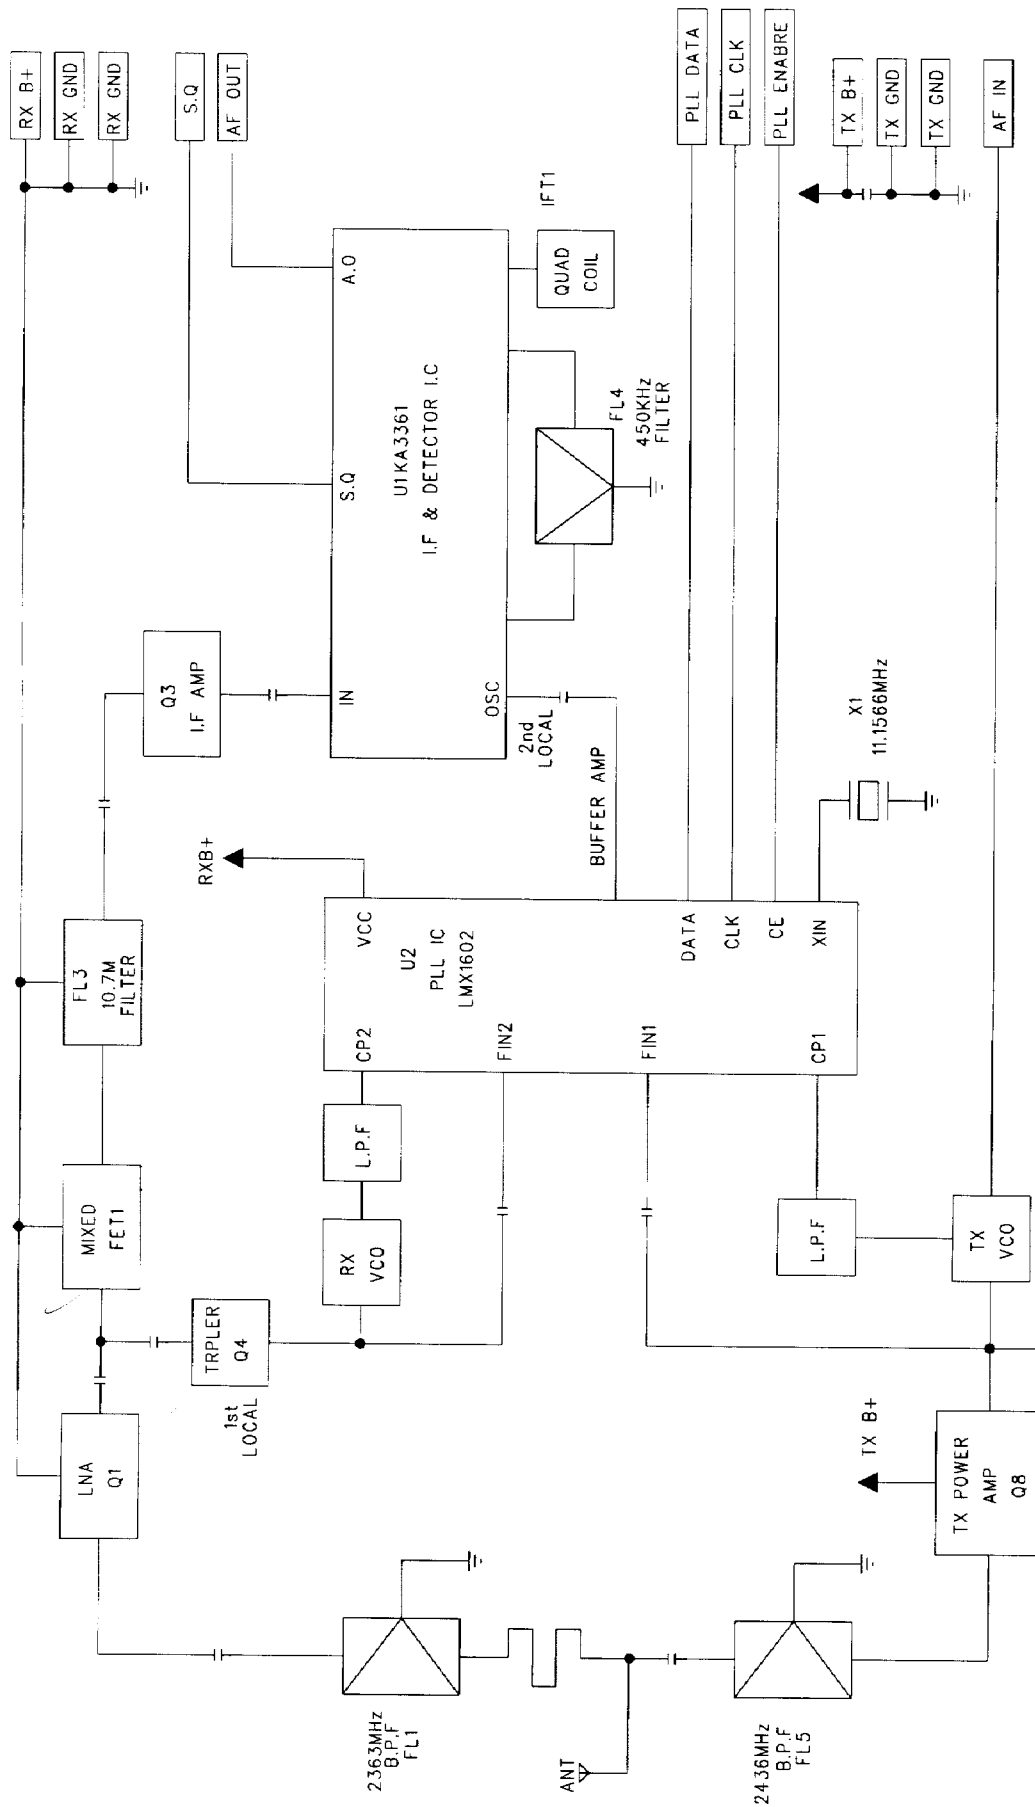 RX B+
RX GND
RX GND
S.Q
AF OUT
PLL DATA
PLL CLK
PLL ENABRE
TX B+
TX GND
TX GND
AF IN
A.O
S.Q
U1KA3361
I.F & DETECTOR I.C
IN
OSC
IFT1
QUAD
COIL
FL4
450KHz
FILTER
Q3
I.F AMP
2nd
LOCAL
BUFFER AMP
X1
11.1566MHz
RXB+
FL3
10.7M
FILTER
VCC
U2
PLL IC
LMX1602
DATA
CLK
CE
XIN
CP2
FIN2
FIN1
CP1
MIXED
FET1
L.P.F
RX
VCO
L.P.F
TX
VCO
TRPLER
Q4
1st
LOCAL
LNA
Q1
TX B+
TX POWER
AMP
Q8
2363MHz
B.P.F
FL1
ANT
2436MHz
B.P.F
FL5